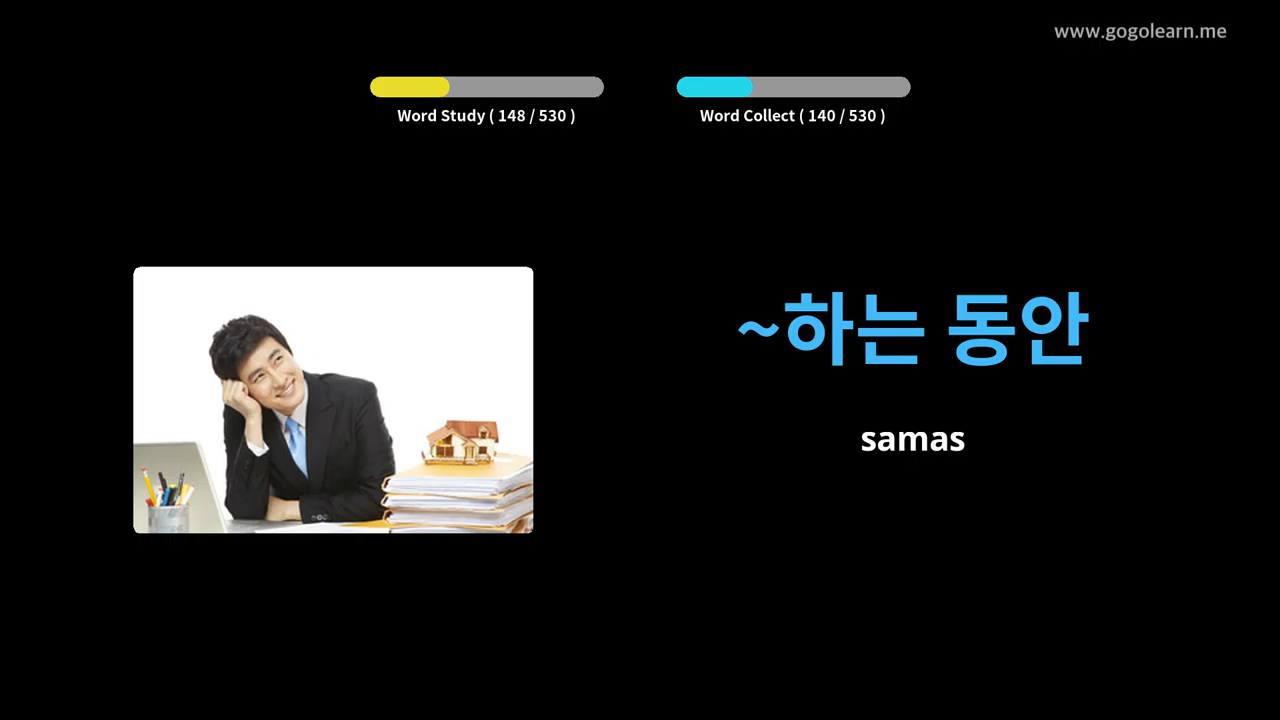 www.gogolearn.me
Word Study ( 148 / 530 )
Word Collect ( 140 / 530 )
~하는 동안
samas